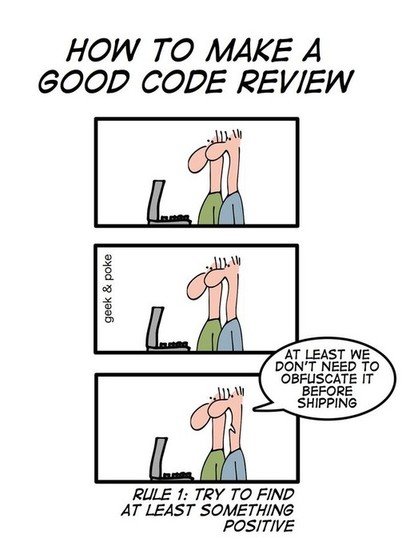 HOW TO MAKE A
GOOD CODE REVIEW
geek & poke
AT LEAST WE
DON'T NEED TO
OBFUSCATE IT
BEFORE
SHIPPING
RULE 1: TRY TO FIND
AT LEAST SOMETHING
POSITIVE